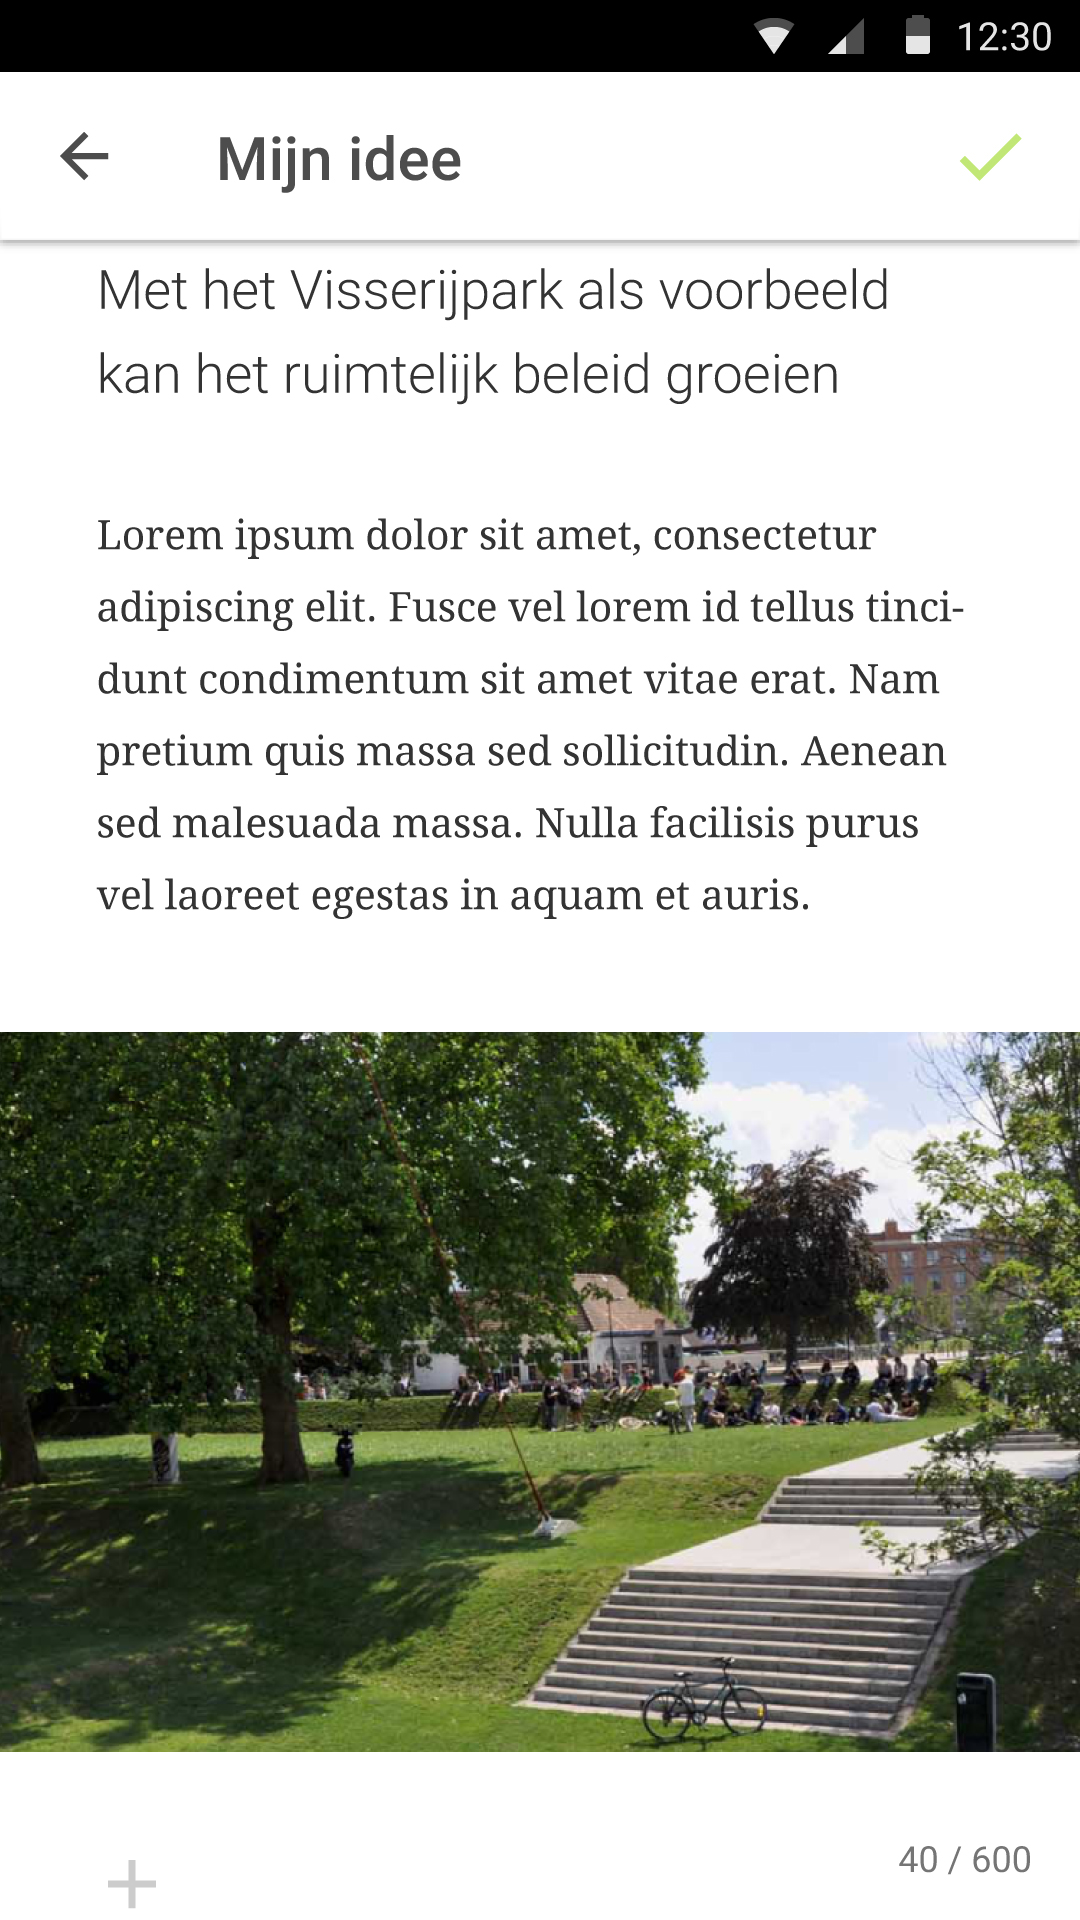 12:30
Mijn idee
Met het Visserijpark als voorbeeld
kan het ruimtelijk beleid groeien
Lorem ipsum dolor sit amet, consectetur
adipiscing elit. Fusce vel lorem id tellus tinci-
dunt condimentum sit amet vitae erat. Nam
pretium quis massa sed sollicitudin. Aenean
sed malesuada massa. Nulla facilisis purus
vel laoreet egestas in aquam et auris.
40 / 600